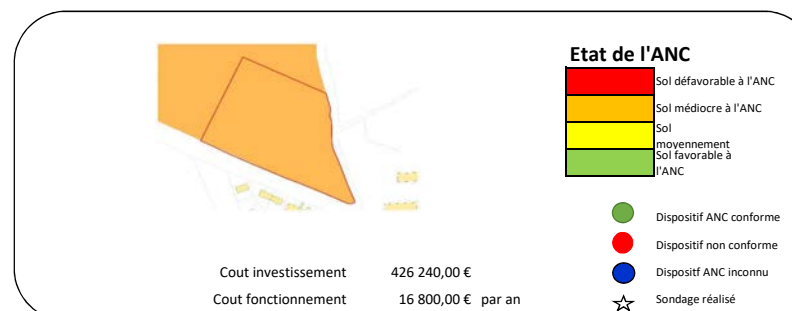 Etat de l'ANC
Sol défavorable à l'ANC
Sol médiocre à l'ANC
Sol
moyennement
Sol favorable à
l'ANC
Dispositif ANC conforme
Dispositif non conforme
Dispositf ANC inconnu
Sondage réalisé
Cout investissement 426 240,00 €
Cout fonctionnement 16 800,00 € par an